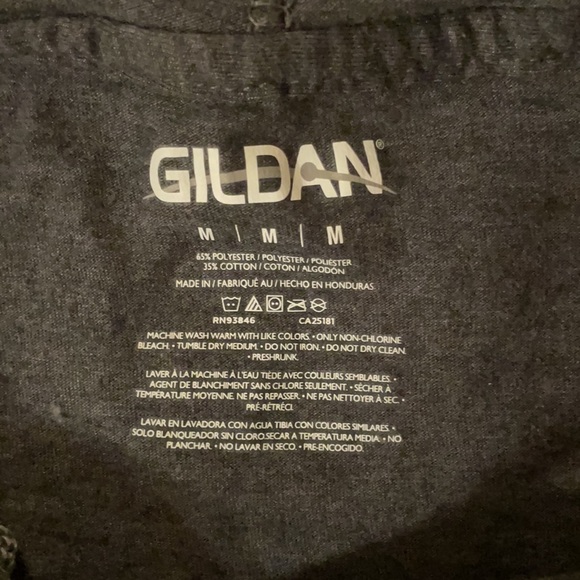 GILDAN®
M | M | M
65% POLYESTER / POLYESTER / POLIÉSTER
35% COTTON / COTON / ALGODÓN
MADE IN / FABRIQUÉ AU / HECHO EN HONDURAS
RN93846 CA25181
MACHINE WASH WARM WITH LIKE COLORS. • ONLY NON-CHLORINE
BLEACH. • TUMBLE DRY MEDIUM. • DO NOT IRON. • DO NOT DRY CLEAN.
• PRESHRUNK.
LAVER À LA MACHINE À L'EAU TIÈDE AVEC COULEURS SEMBLABLES. •
AGENT DE BLANCHIMENT SANS CHLORE SEULEMENT. • SÉCHER À
TEMPÉRATURE MOYENNE. NE PAS REPASSER. • NE PAS NETTOYER À SEC. •
PRÉ-RÉTRÉCI.
LAVAR EN LAVADORA CON AGUA TIBIA CON COLORES SIMILARES. •
SOLO BLANQUEADOR SIN CLORO.SECAR A TEMPERATURA MEDIA. • NO
PLANCHAR. • NO LAVAR EN SECO. • PRE-ENCOGIDO.